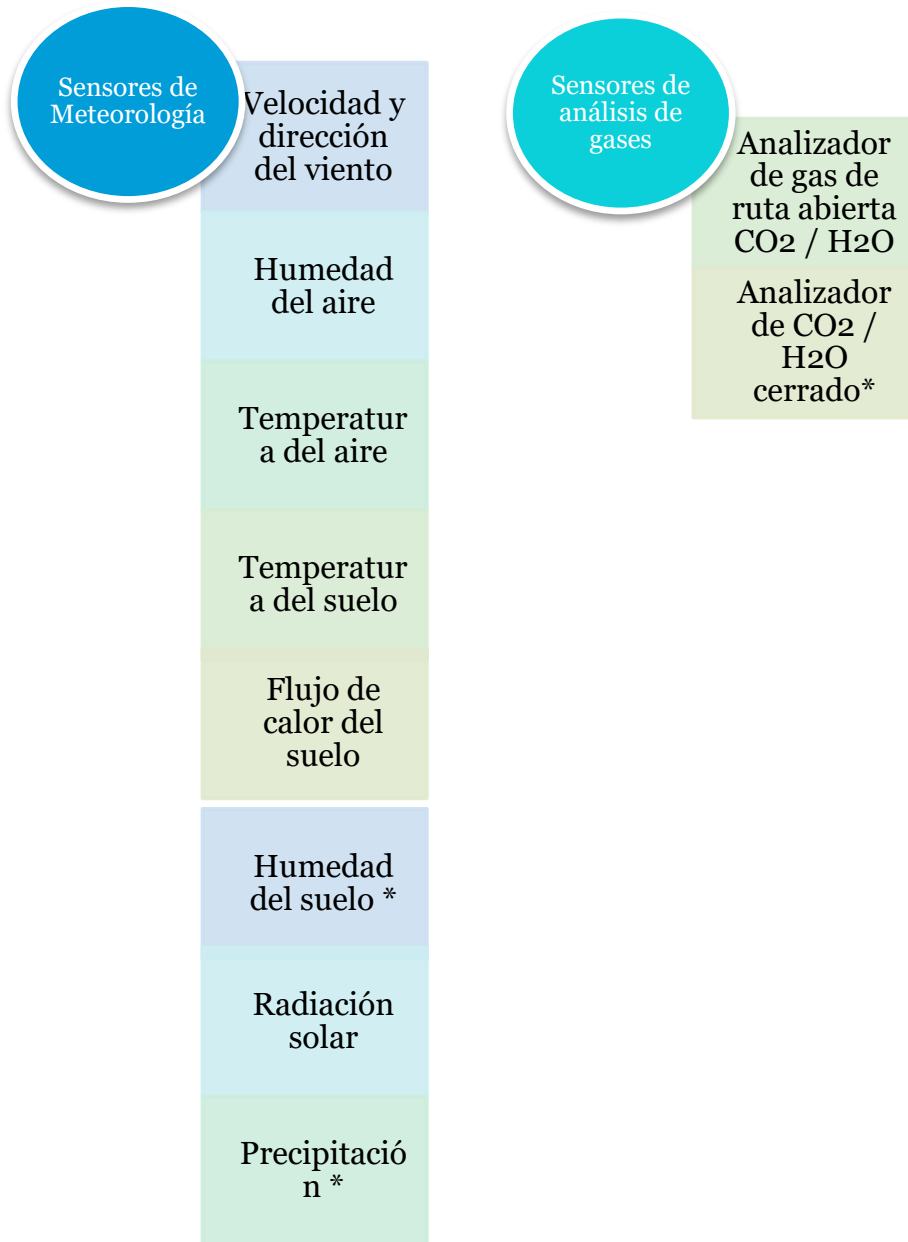 Sensores de
Meteorología
Velocidad y
dirección
del viento
Humedad
del aire
Temperatur
a del aire
Temperatur
a del suelo
Flujo de
calor del
suelo
Humedad
del suelo *
Radiación
solar
Precipitació
n *
Sensores de
análisis de
gases
Analizador
de gas de
ruta abierta
CO2 / H2O
Analizador
de CO2 /
H2O
cerrado*